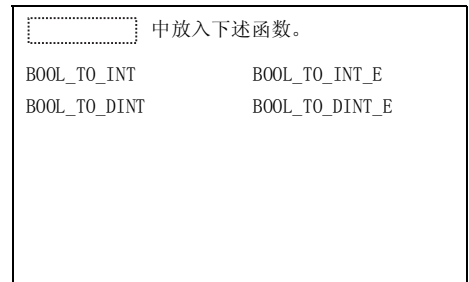 中放入下述函数。
BOOL_TO_INT BOOL_TO_INT_E
BOOL_TO_DINT BOOL_TO_DINT_E